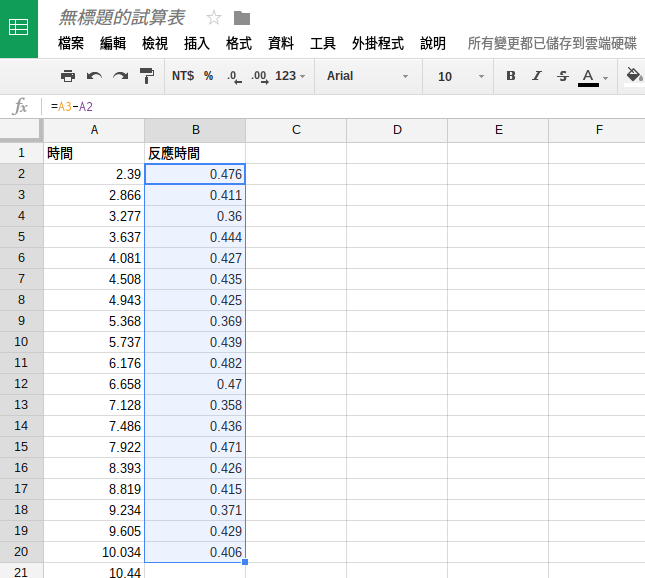 無標題的試算表
檔案 編輯 檢視 插入 格式 資料 工具 外掛程式 說明 所有變更都已儲存到雲端硬碟
NT$ % .0 .00 123 Arial 10 B I S A
fx =A3-A2
A B C D E F
1 時間 反應時間
2 2.39 0.476
3 2.866 0.411
4 3.277 0.36
5 3.637 0.444
6 4.081 0.427
7 4.508 0.435
8 4.943 0.425
9 5.368 0.369
10 5.737 0.439
11 6.176 0.482
12 6.658 0.47
13 7.128 0.358
14 7.486 0.436
15 7.922 0.471
16 8.393 0.426
17 8.819 0.415
18 9.234 0.371
19 9.605 0.429
20 10.034 0.406
21 10.44